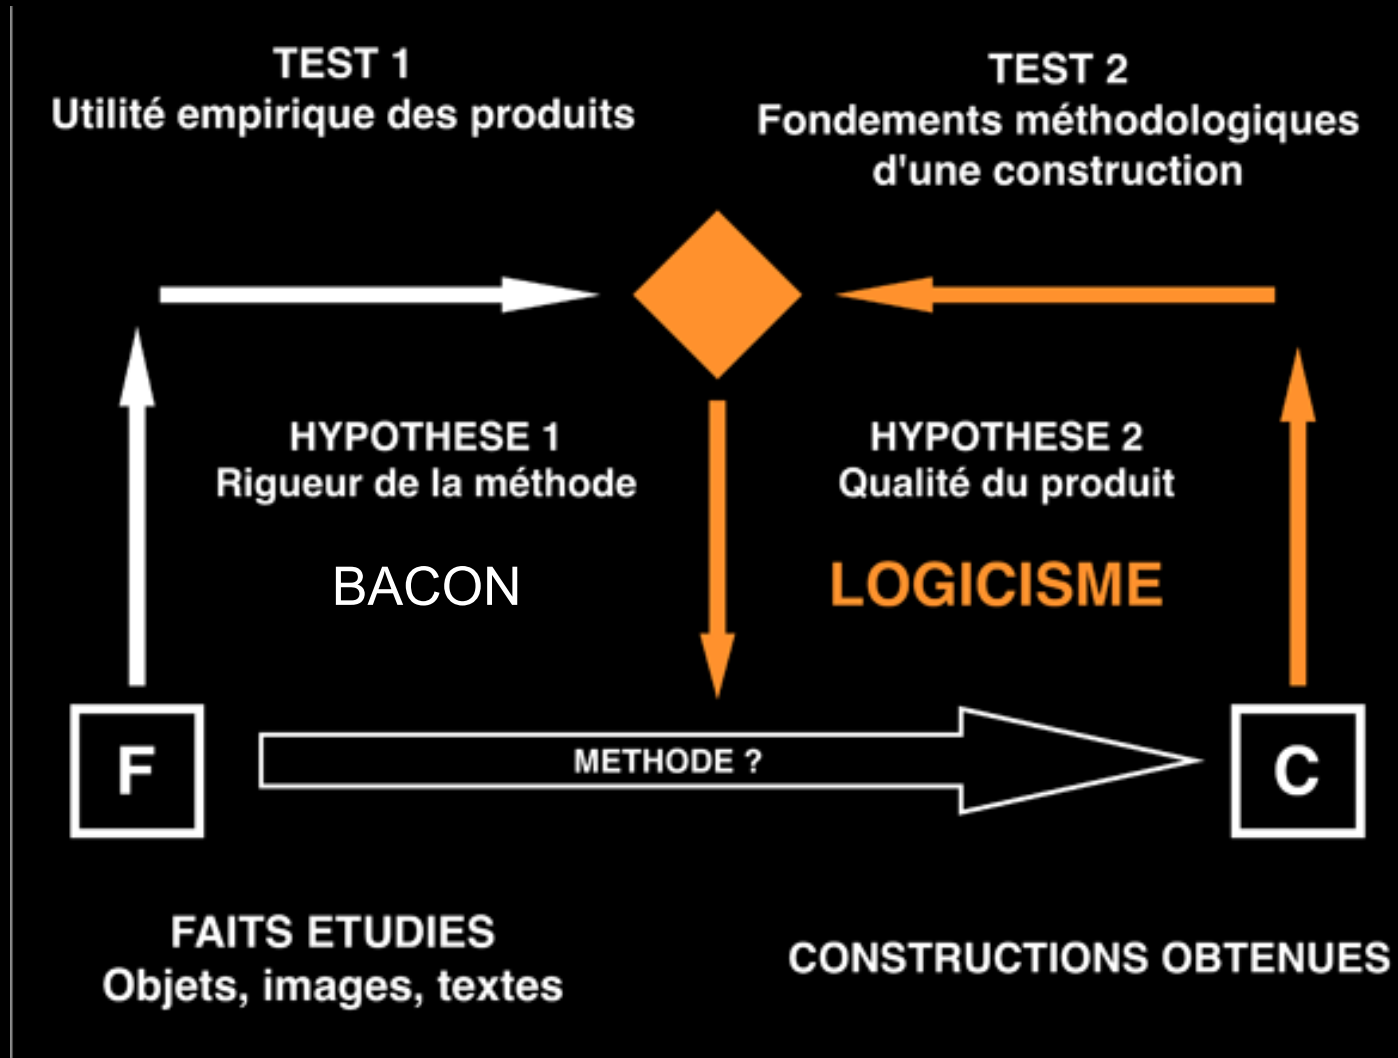 TEST 1
Utilité empirique des produits
TEST 2
Fondements méthodologiques
d'une construction
HYPOTHESE 1
Rigueur de la méthode
BACON
HYPOTHESE 2
Qualité du produit
LOGICISME
F
METHODE ?
C
FAITS ETUDIES
Objets, images, textes
CONSTRUCTIONS OBTENUES